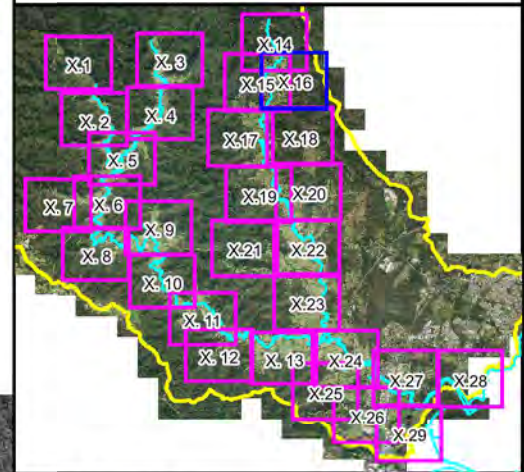 X.1
X. 3
X.14
X.15
X.16
X. 2
X. 4
X.17
X.18
X. 5
X. 7
X. 6
X.19
X.20
X. 9
X. 8
X.21
X.22
X. 10
X.23
X. 11
X. 12
X. 13
X.24
X.25
X.27
X.28
X.26
X.29